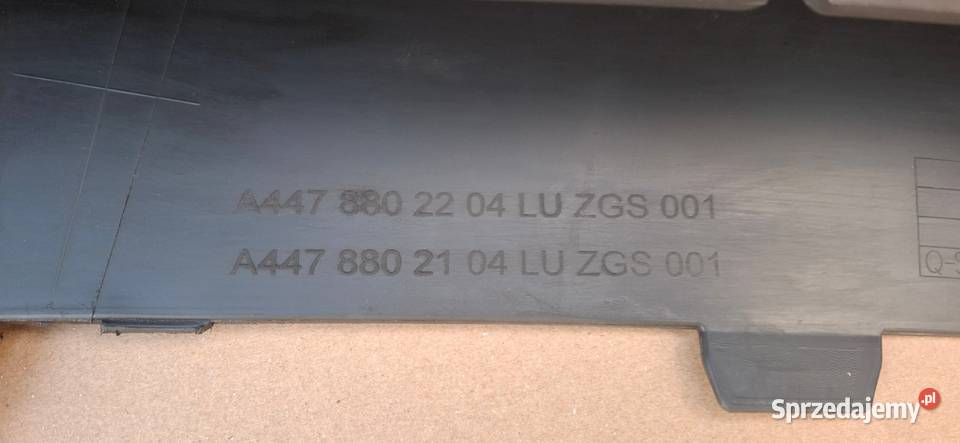 A447 880 22 04 LU ZGS 001
A447 880 21 04 LU ZGS 001
Sprzedajemy.pl